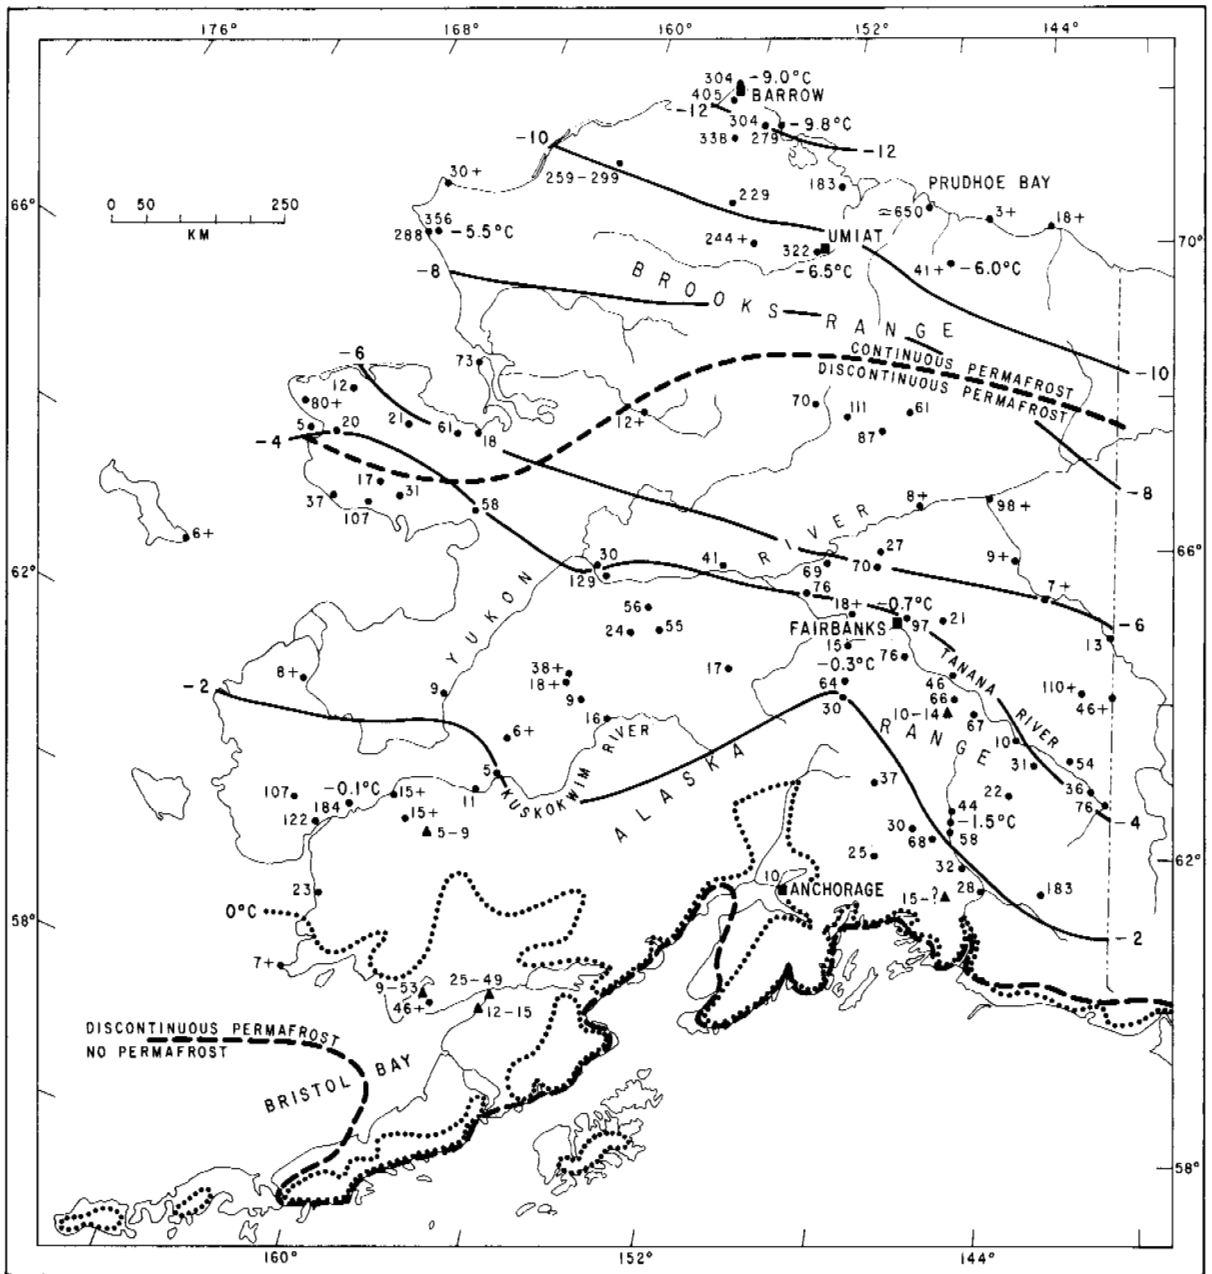 176° 168° 160° 152° 144°
304 -9.0°C
405 BARROW
-12
304 -9.8°C
-10 338 279
-12
30+ 259-299
183 PRUDHOE BAY
66°
0 50 250
KM
229
≃650 3+ 18+
356
288 -5.5°C
244+ UMIAT
322
70°
-6.5°C
41+ -6.0°C
-8
BROOKS RANGE
-6
73
CONTINUOUS PERMAFROST
DISCONTINUOUS PERMAFROST
-10
12
80+
5 20 21 61 18
12+
70 111 61
87
-4
17
37 31
107
58
-8
8+ 98+
6+
RIVER
27
66°
62°
30 41
129
69 70
9+
YUKON
76
7+
56
18+ -0.7°C
-6
24 55
FAIRBANKS 97 21
15
13
8+
38+
18+
17
76
TANANA
-0.3°C
-2
9
9
64
30
46
66
110+
46+
16
10-14 67
RIVER
6+
RIVER
RANGE
10
5
31 54
KUSKOKWIM
ALASKA
107 -0.1°C 15+
184
11
37
22
36
76
122
15+
5-9
44
-1.5°C
-4
30
68 58
25
62°
32
23
10 ANCHORAGE
28 183
15-?
0°C
58°
-2
7+
9-53 25-49
46+ 12-15
DISCONTINUOUS PERMAFROST
NO PERMAFROST
BRISTOL BAY
58°
160° 152° 144°